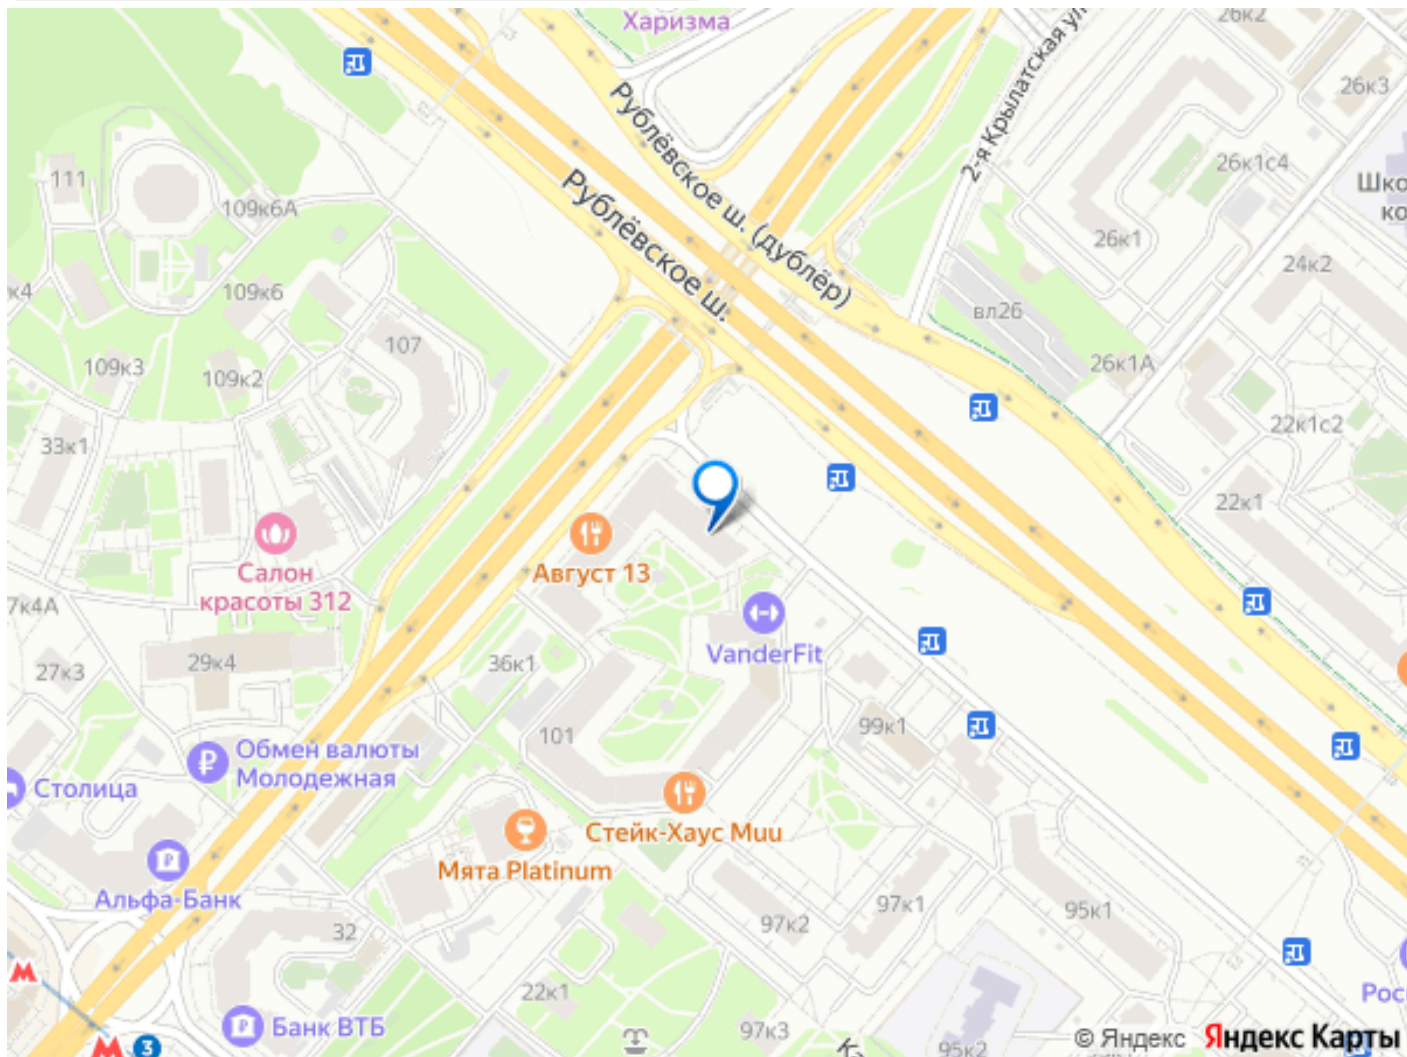 Харизма
26к2
26к3
2-я Крылатская ул.
Рублёвское ш. (дублёр)
26к1с4
111
109к6А
Рублёвское ш.
26к1
24к2
к4
109к6
вл26
107
109к3
109к2
26к1А
33к1
22к1с2
22к1
Август 13
Салон
красоты 312
7к4А
VanderFit
27к3
29к4
36к1
101
99к1
Обмен валюты
Молодежная
Столица
Стейк-Хаус Muu
Мята Platinum
Альфа-Банк
32
97к2
97к1
95к1
22к1
Банк ВТБ
3
97к3
95к2
© Яндекс
Яндекс Карты